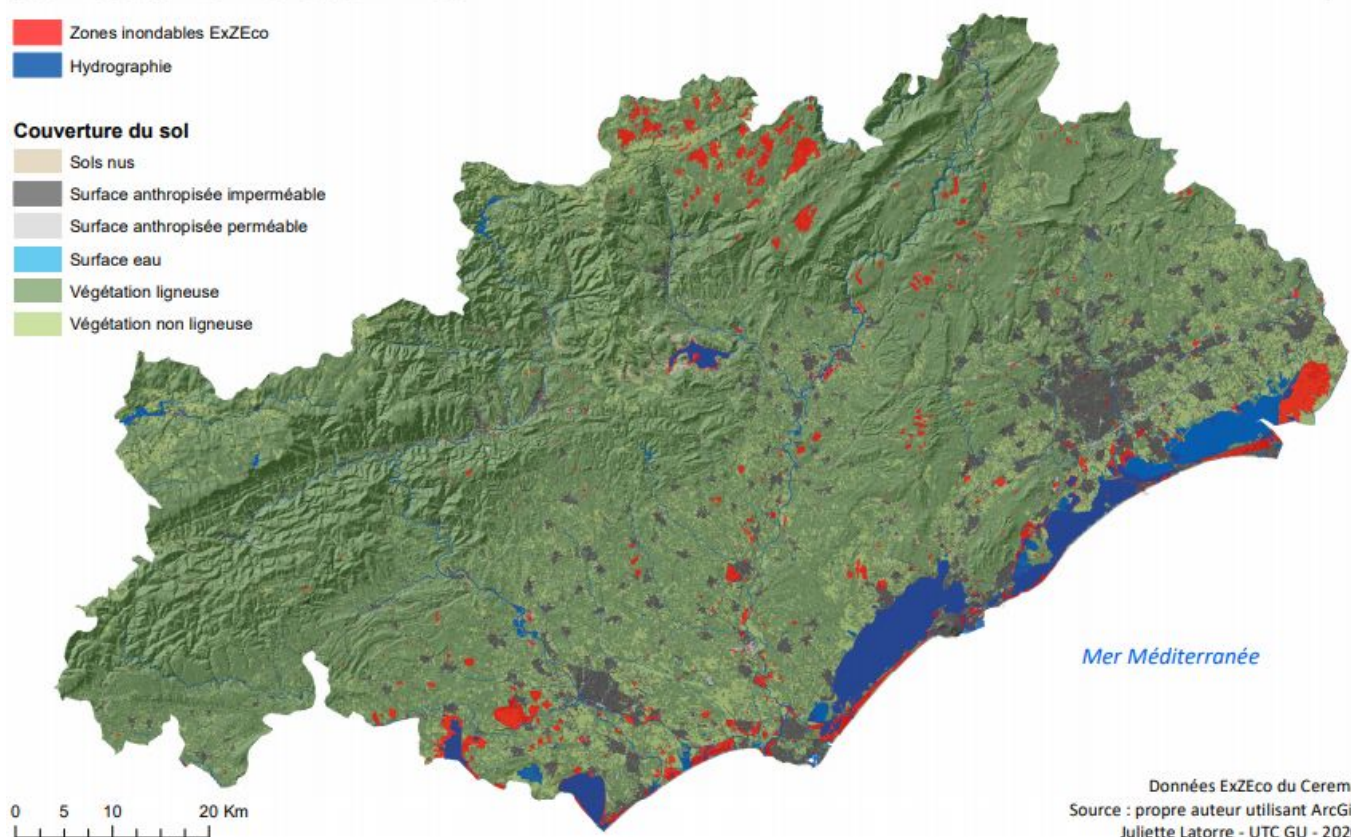 Zones inondables ExZEco
Hydrographie
Couverture du sol
Sols nus
Surface anthropisée imperméable
Surface anthropisée perméable
Surface eau
Végétation ligneuse
Végétation non ligneuse
Mer Méditerranée
0 5 10 20 Km
Données ExZEco du Cerem
Source : propre auteur utilisant ArcGi
Juliette Latorre - UTC GU - 202